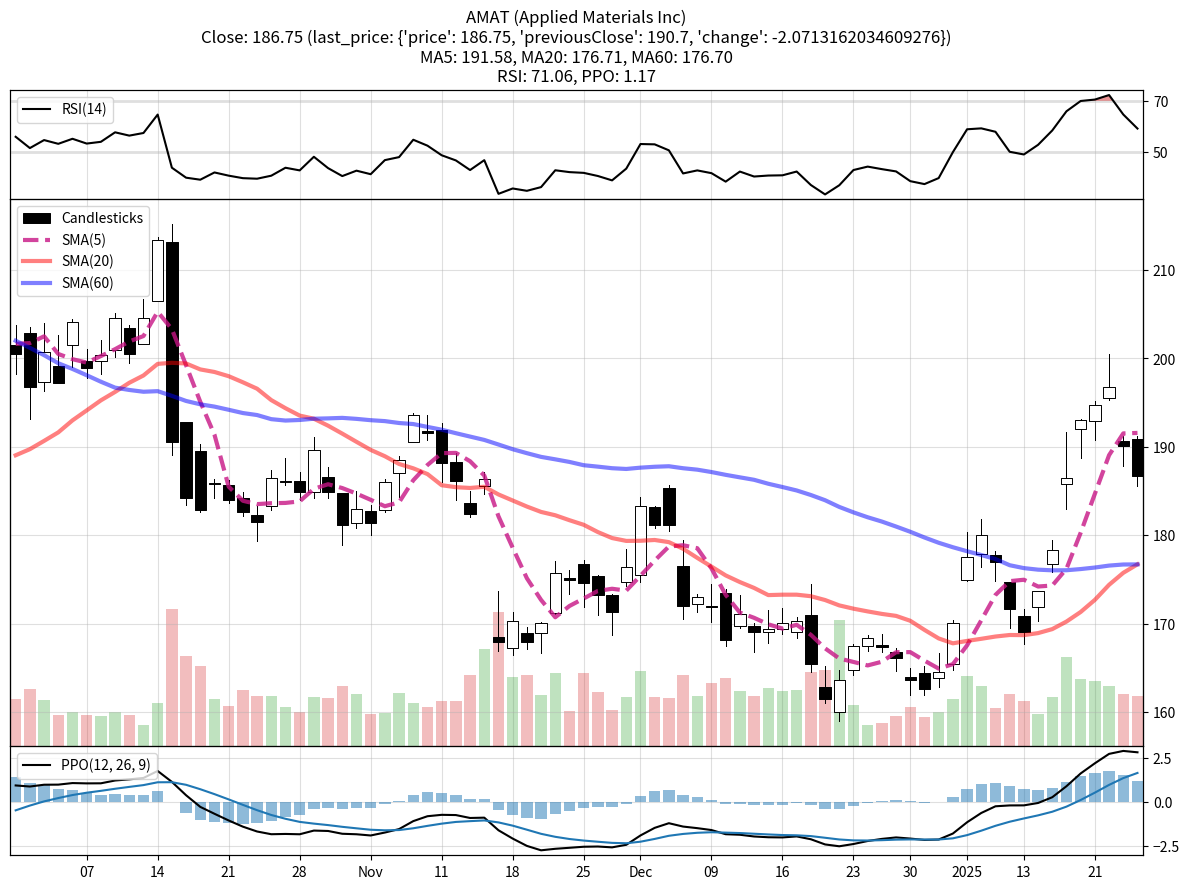 AMAT (Applied Materials Inc)
Close: 186.75 (last_price: {'price': 186.75, 'previousClose': 190.7, 'change': -2.0713162034609276})
MA5: 191.58, MA20: 176.71, MA60: 176.70
RSI: 71.06, PPO: 1.17
RSI(14)
70
50
Candlesticks
SMA(5)
SMA(20)
SMA(60)
210
200
190
180
170
160
PPO(12, 26, 9)
2.5
0.0
−2.5
07 14 21 28 Nov 11 18 25 Dec 09 16 23 30 2025 13 21